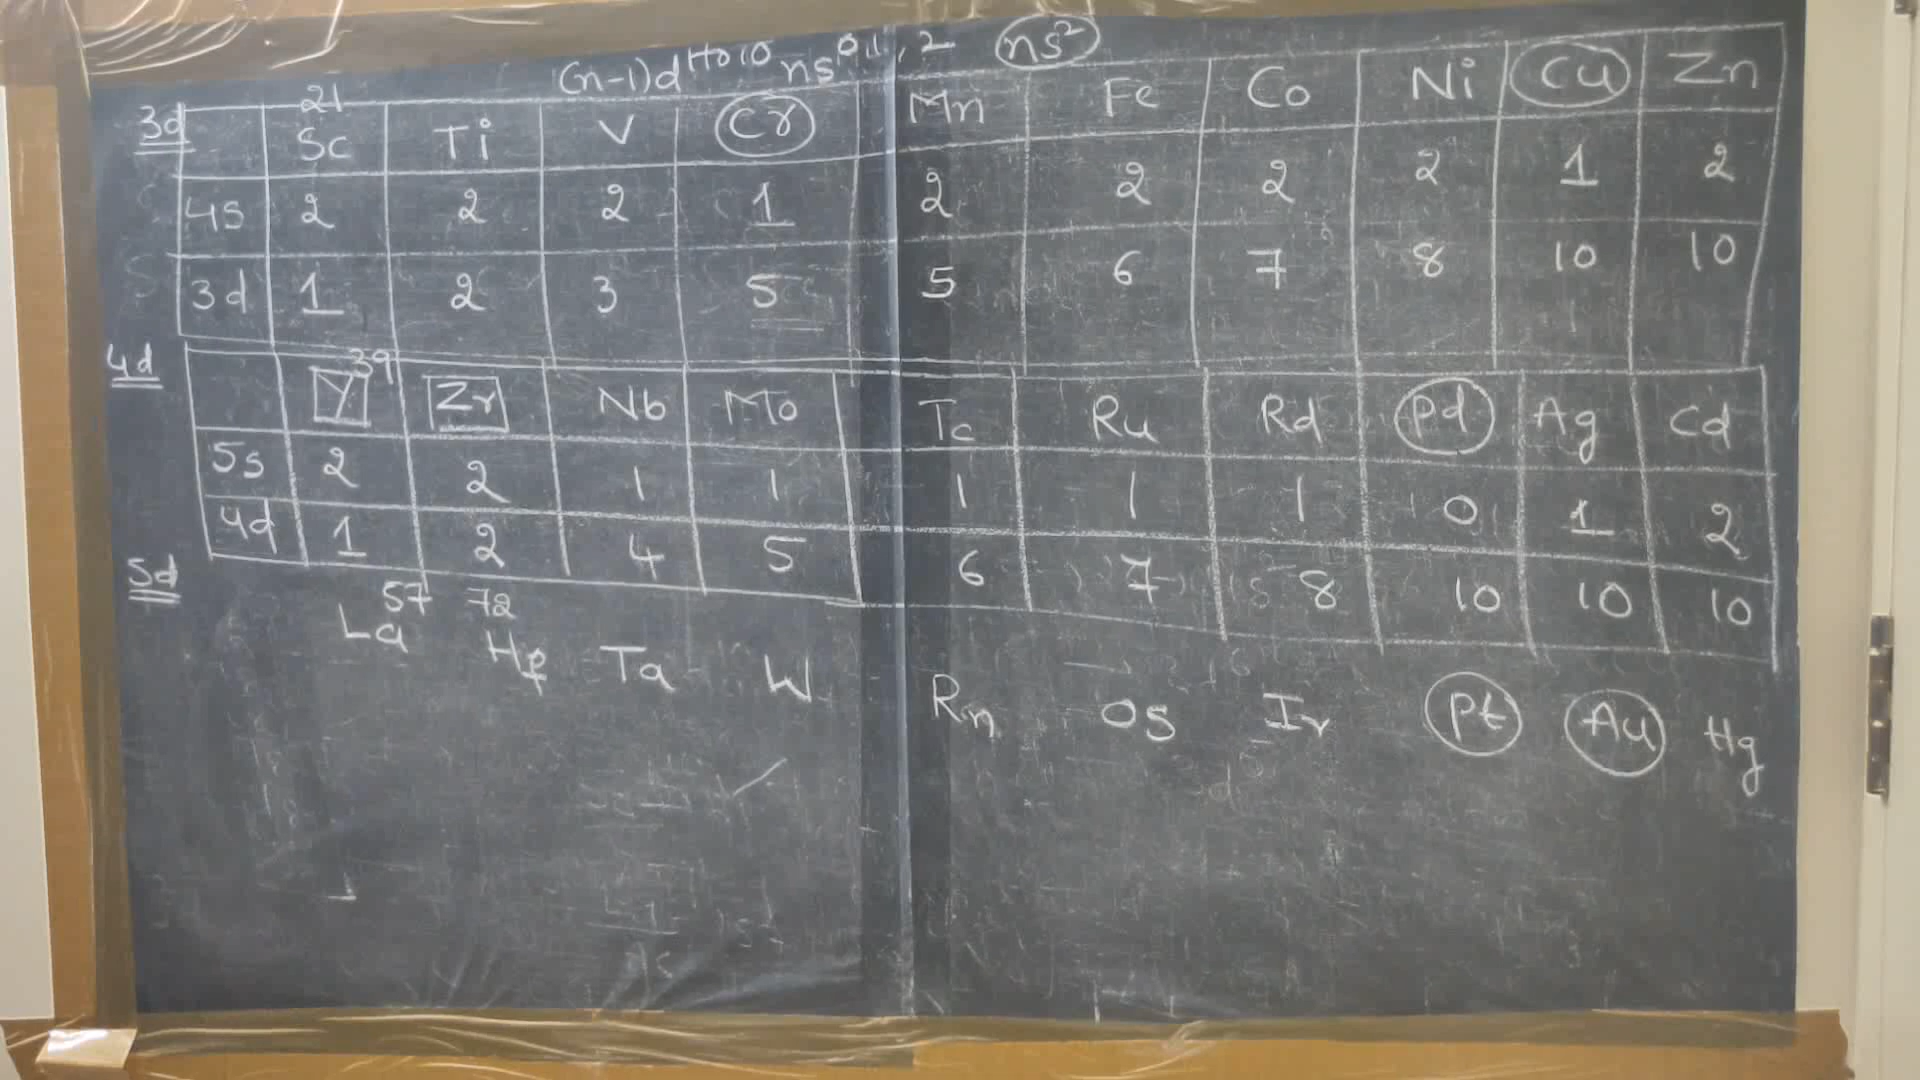 (n-1)d¹ᵗᵒ¹⁰ ns⁰,¹,² ns²
3d 21 Sc Ti V Cr Mn Fe Co Ni Cu Zn
4s 2 2 2 1 2 2 2 2 1 2
3d 1 2 3 5 5 6 7 8 10 10
4d Y 39 Zr Nb Mo Tc Ru Rd Pd Ag Cd
5s 2 2 1 1 1 1 1 0 1 2
4d 1 2 4 5 6 7 8 10 10 10
5d 57 72
La Hf Ta W Rn Os Ir Pt Au Hg